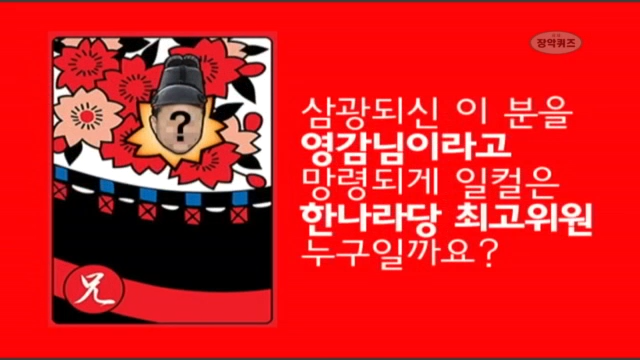 장악퀴즈
삼광되신 이 분을
영감님이라고
망령되게 일컬은
한나라당 최고위원
누구일까요?
?
兄